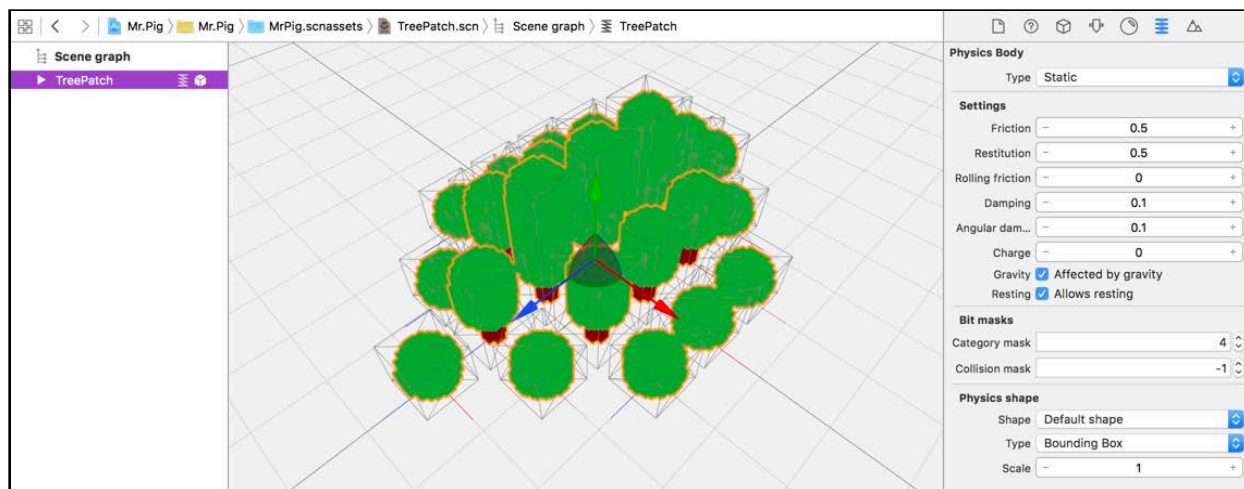 Mr.Pig Mr.Pig MrPig.scnassets TreePatch.scn Scene graph TreePatch
Scene graph
TreePatch
Physics Body
Type Static
Settings
Friction - 0.5 +
Restitution - 0.5 +
Rolling friction - 0 +
Damping - 0.1 +
Angular dam... - 0.1 +
Charge - 0 +
Gravity Affected by gravity
Resting Allows resting
Bit masks
Category mask 4
Collision mask -1
Physics shape
Shape Default shape
Type Bounding Box
Scale - 1 +